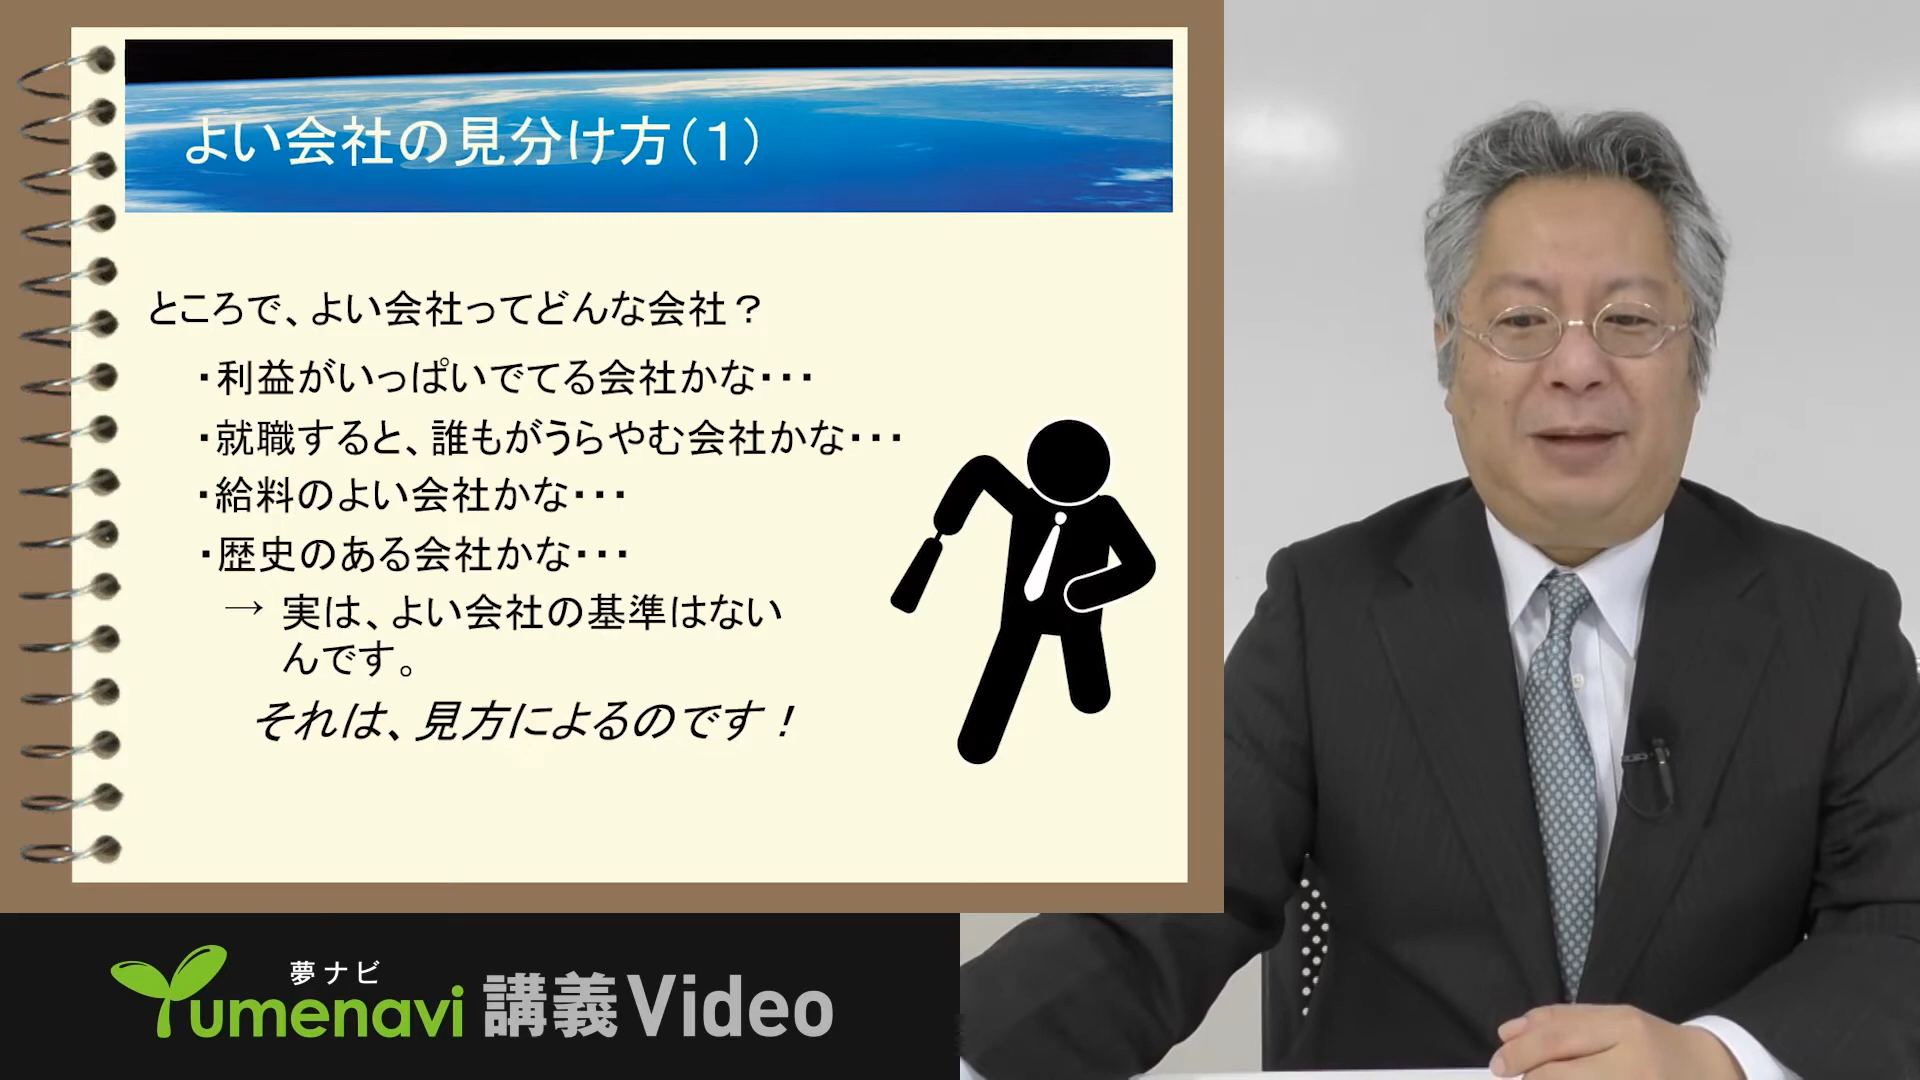 よい会社の見分け方（１）
ところで、よい会社ってどんな会社？
・利益がいっぱいでてる会社かな・・・
・就職すると、誰もがうらやむ会社かな・・・
・給料のよい会社かな・・・
・歴史のある会社かな・・・
→ 実は、よい会社の基準はない
んです。
それは、見方によるのです！
夢ナビ
Yumenavi 講義Video